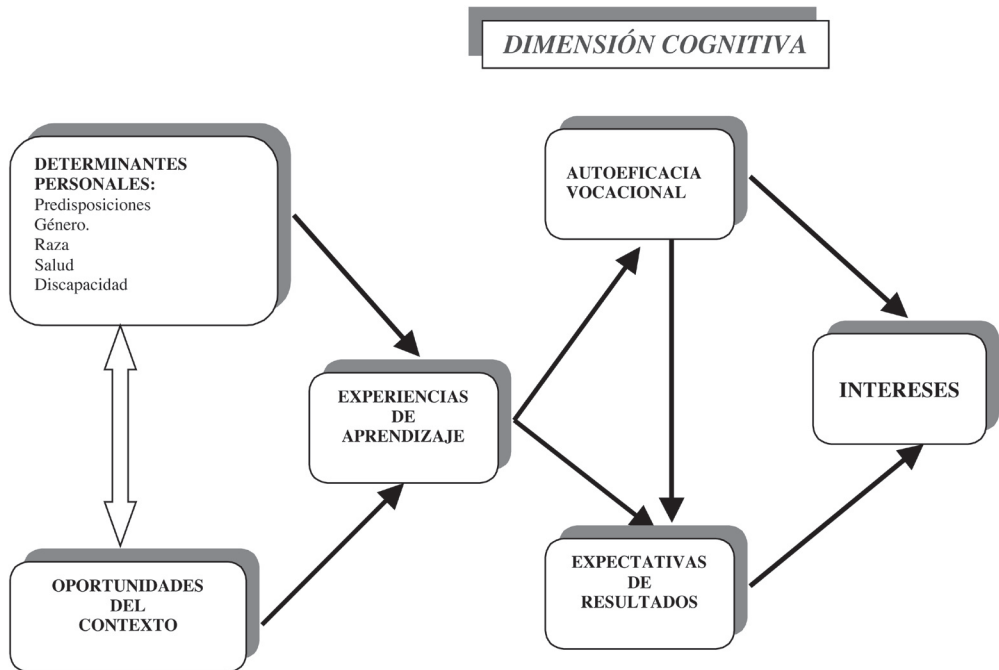 DIMENSIÓN COGNITIVA
DETERMINANTES
PERSONALES:
Predisposiciones
Género.
Raza
Salud
Discapacidad
AUTOEFICACIA
VOCACIONAL
EXPERIENCIAS
DE
APRENDIZAJE
INTERESES
OPORTUNIDADES
DEL
CONTEXTO
EXPECTATIVAS
DE
RESULTADOS